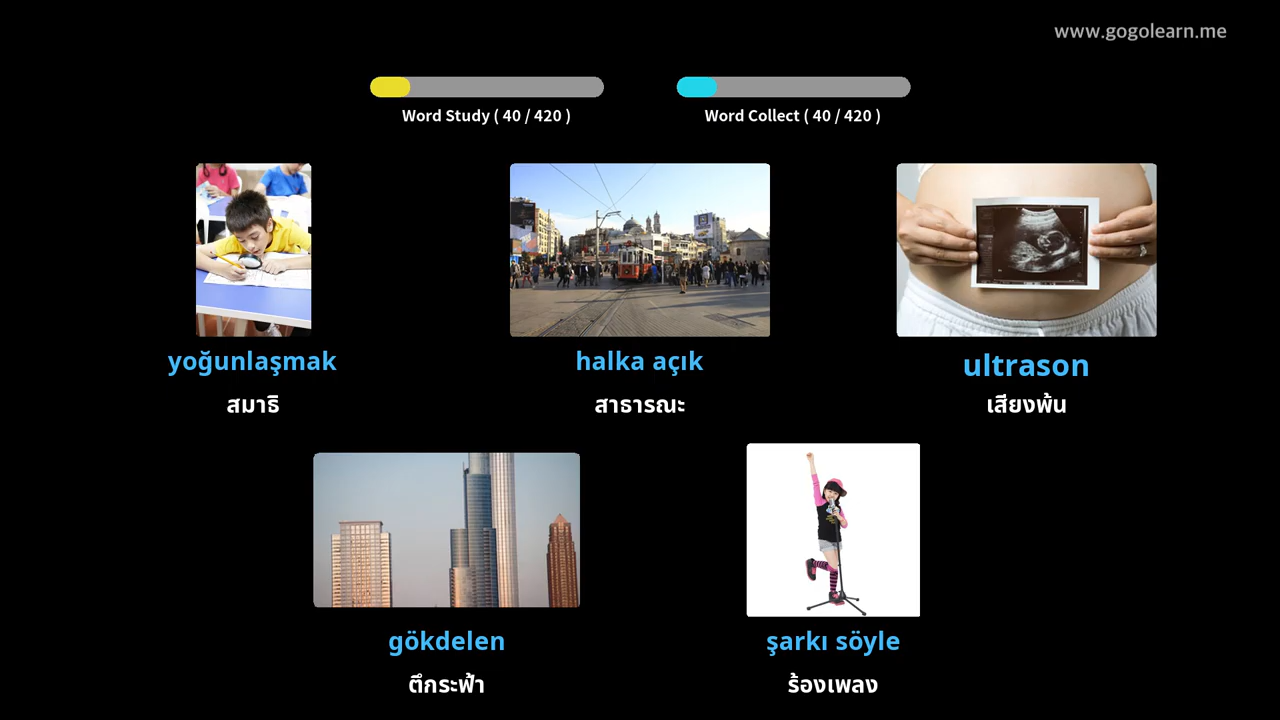 www.gogolearn.me
Word Study ( 40 / 420 )
Word Collect ( 40 / 420 )
yoğunlaşmak
สมาธิ
halka açık
สาธารณะ
ultrason
เสียงพ้น
gökdelen
ตึกระฟ้า
şarkı söyle
ร้องเพลง